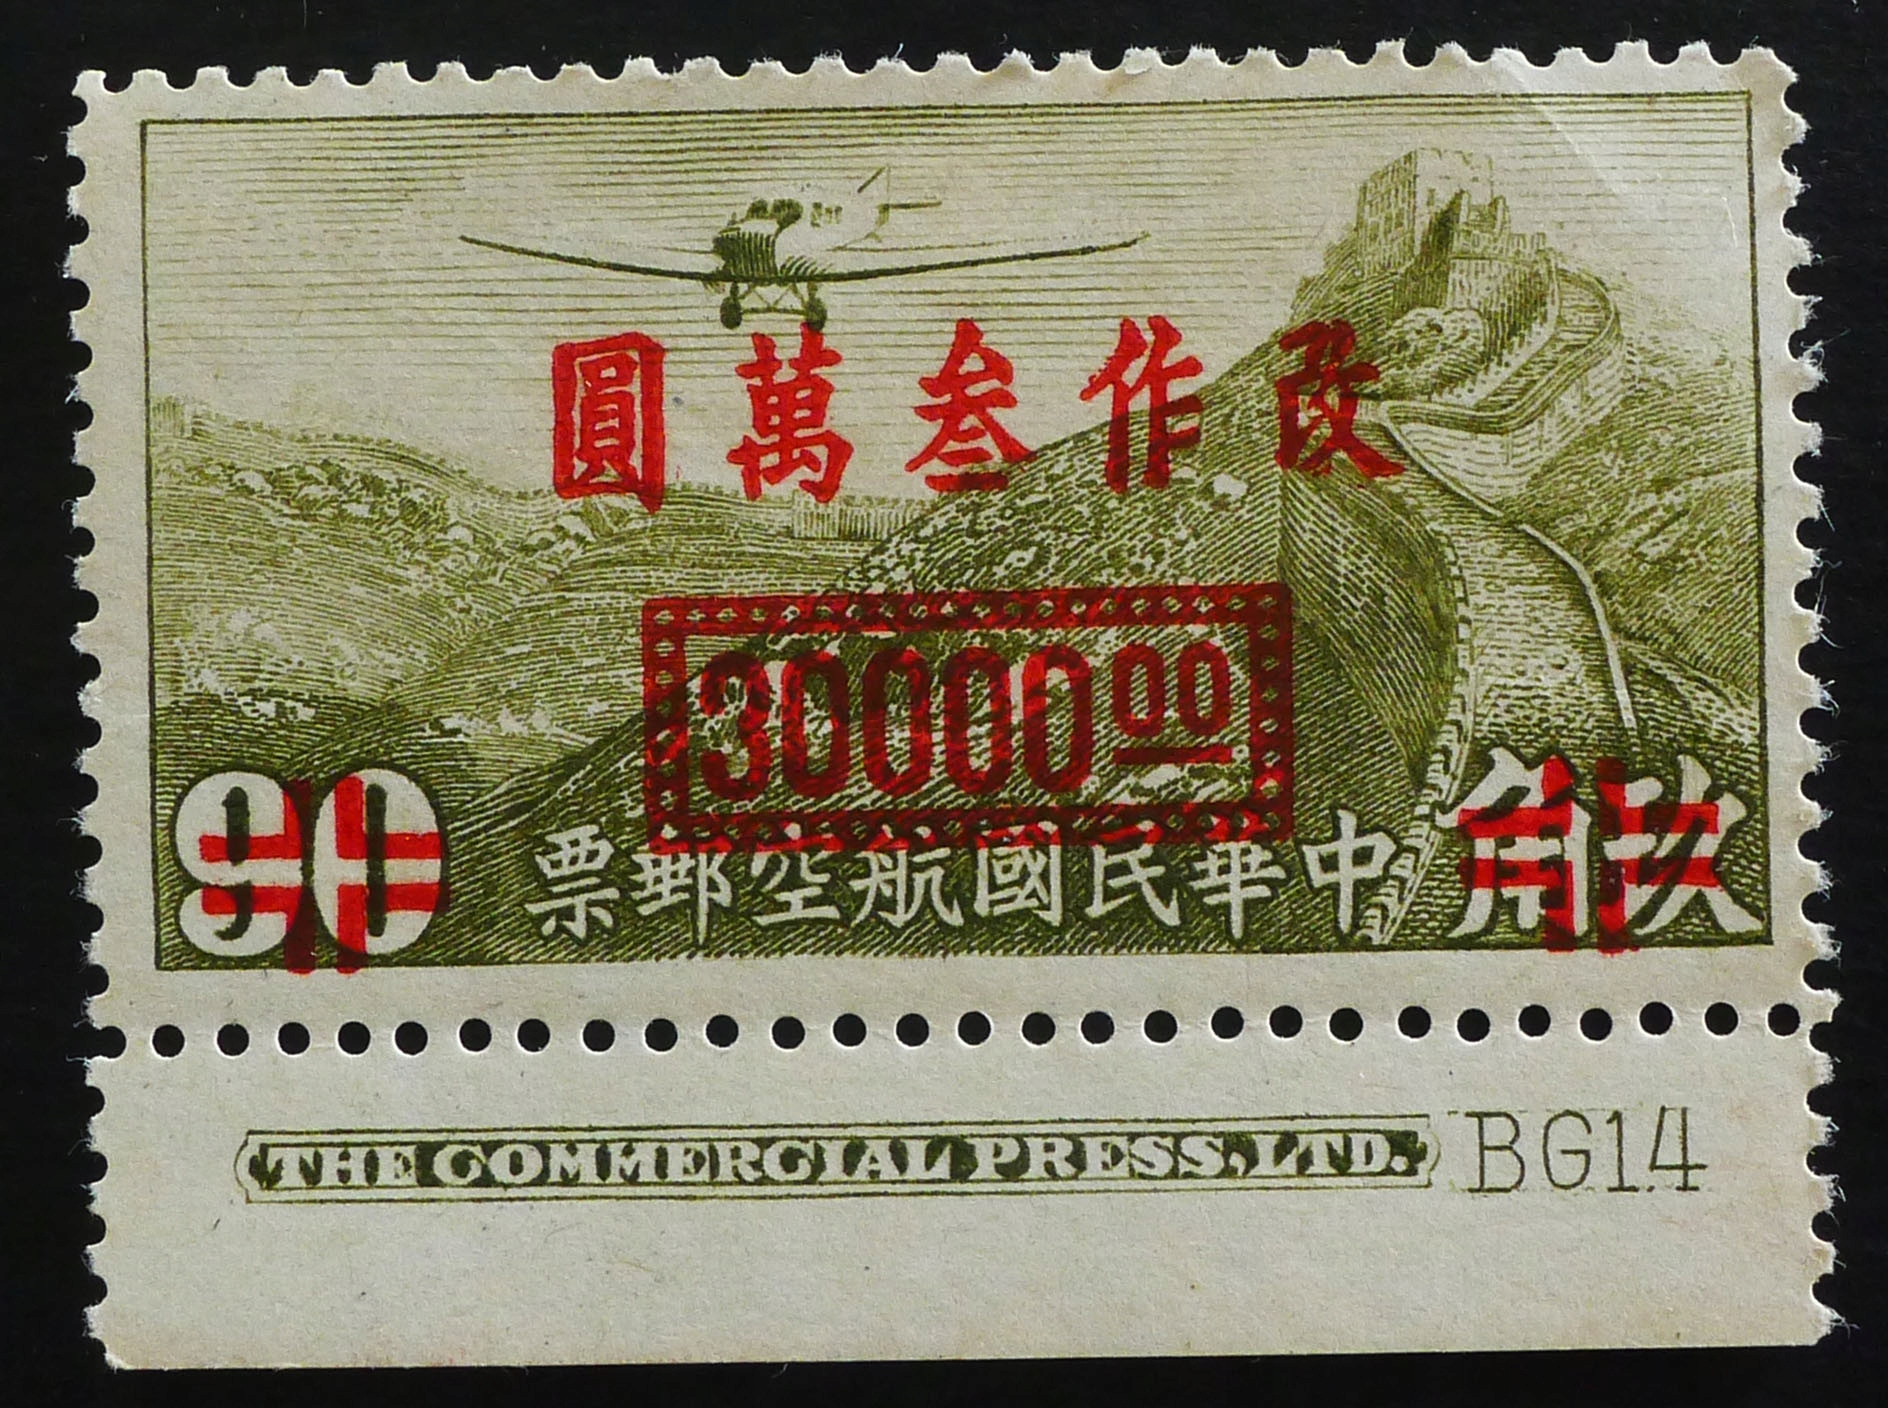 改作叁萬圓
30000.00
90
中華民國航空郵票
玖角
THE COMMERCIAL PRESS, LTD.
BG14